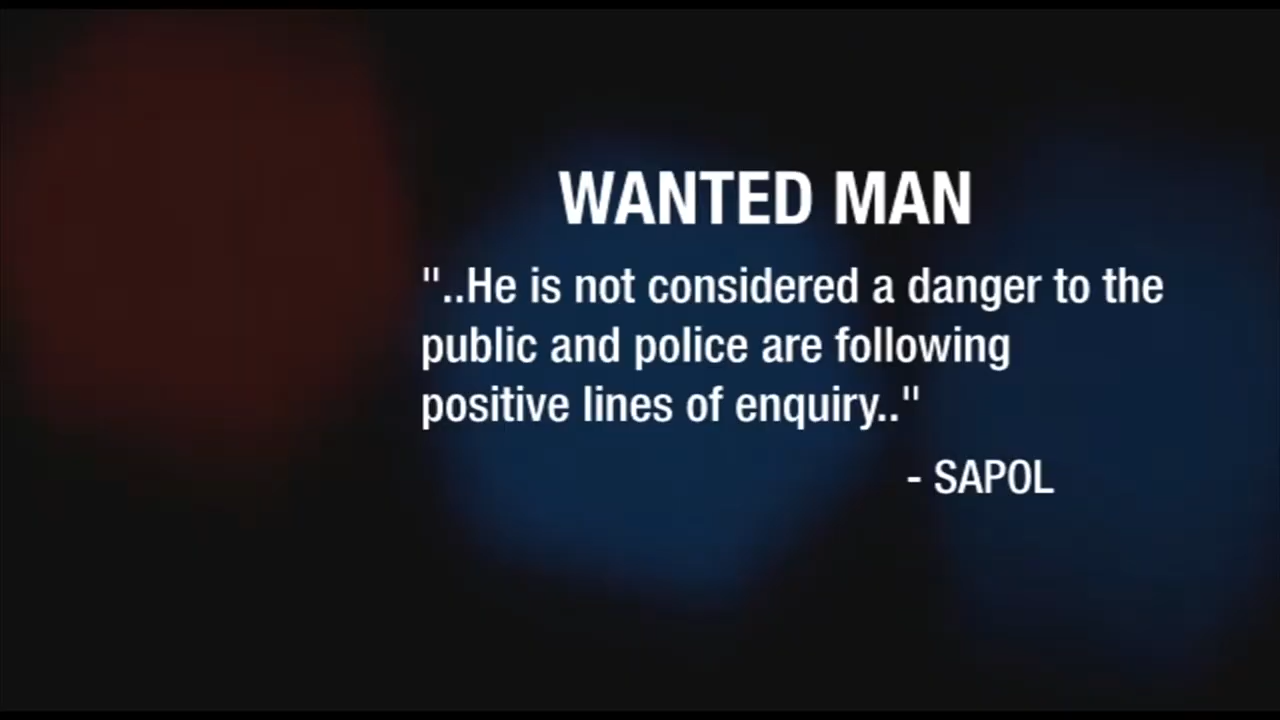 WANTED MAN
"..He is not considered a danger to the
public and police are following
positive lines of enquiry.."
- SAPOL